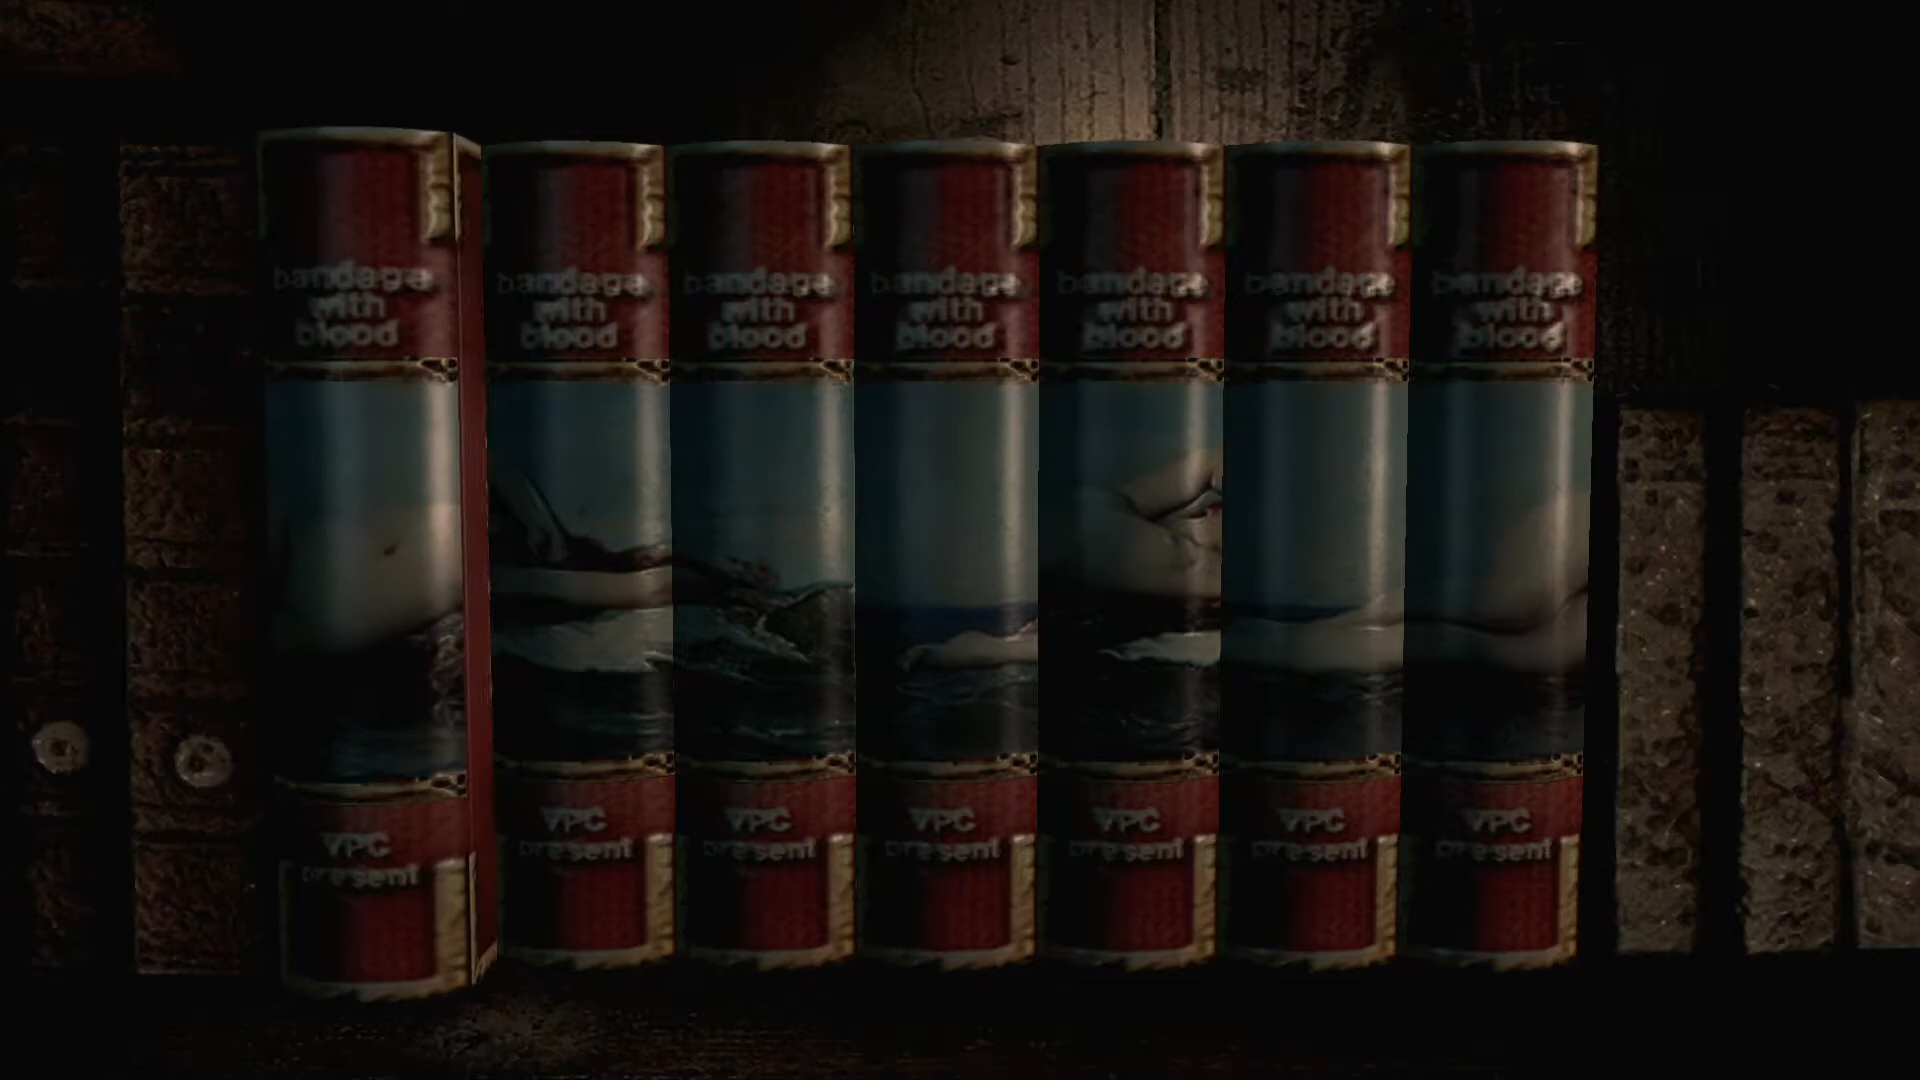 bandage
with
blood
VPC
present
bandage
with
blood
VPC
present
bandage
with
blood
VPC
present
bandage
with
blood
VPC
present
bandage
with
blood
VPC
present
bandage
with
blood
VPC
present
bandage
with
blood
VPC
present